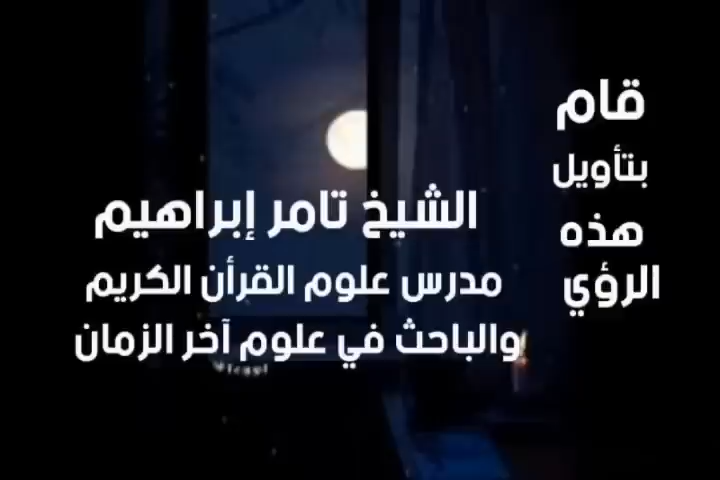 قام
بتأويل
هذه
الرؤي
الشيخ تامر إبراهيم
مدرس علوم القرأن الكريم
والباحث في علوم آخر الزمان